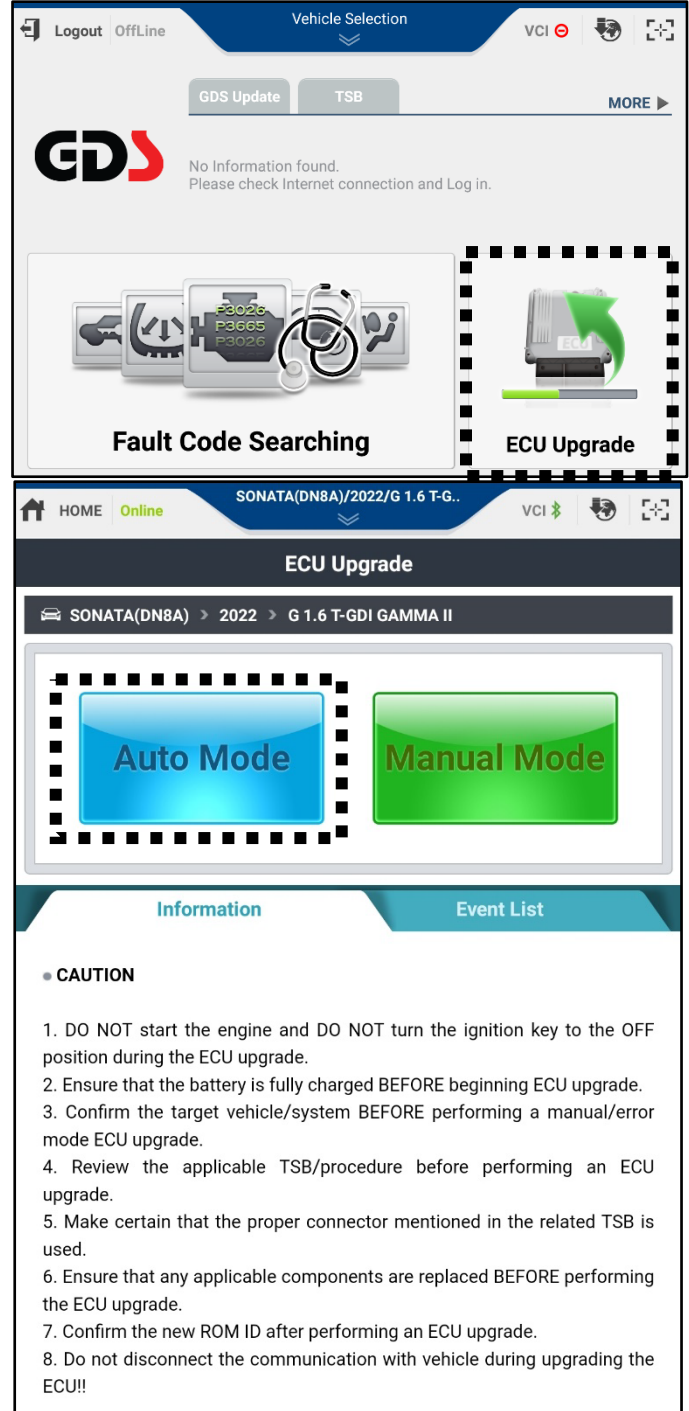 Vehicle Selection
Logout OffLine VCI
GDS Update TSB MORE
GDS
No Information found.
Please check Internet connection and Log in.
P3026
P3665
P3026
ECU
Fault Code Searching ECU Upgrade
SONATA(DN8A)/2022/G 1.6 T-G..
HOME Online VCI
ECU Upgrade
SONATA(DN8A) > 2022 > G 1.6 T-GDI GAMMA II
Auto Mode Manual Mode
Information Event List
CAUTION
1. DO NOT start the engine and DO NOT turn the ignition key to the OFF
position during the ECU upgrade.
2. Ensure that the battery is fully charged BEFORE beginning ECU upgrade.
3. Confirm the target vehicle/system BEFORE performing a manual/error
mode ECU upgrade.
4. Review the applicable TSB/procedure before performing an ECU
upgrade.
5. Make certain that the proper connector mentioned in the related TSB is
used.
6. Ensure that any applicable components are replaced BEFORE performing
the ECU upgrade.
7. Confirm the new ROM ID after performing an ECU upgrade.
8. Do not disconnect the communication with vehicle during upgrading the
ECU!!